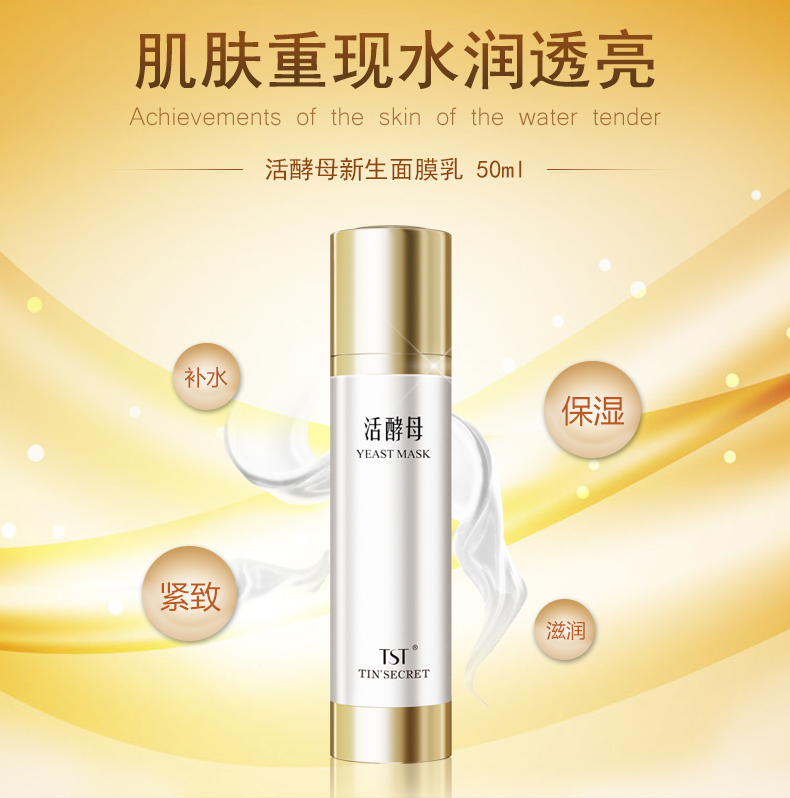 肌肤重现水润透亮
Achievements of the skin of the water tender
活酵母新生面膜乳 50ml
补水
保湿
活酵母
YEAST MASK
紧致
滋润
TST®
TIN'SECRET